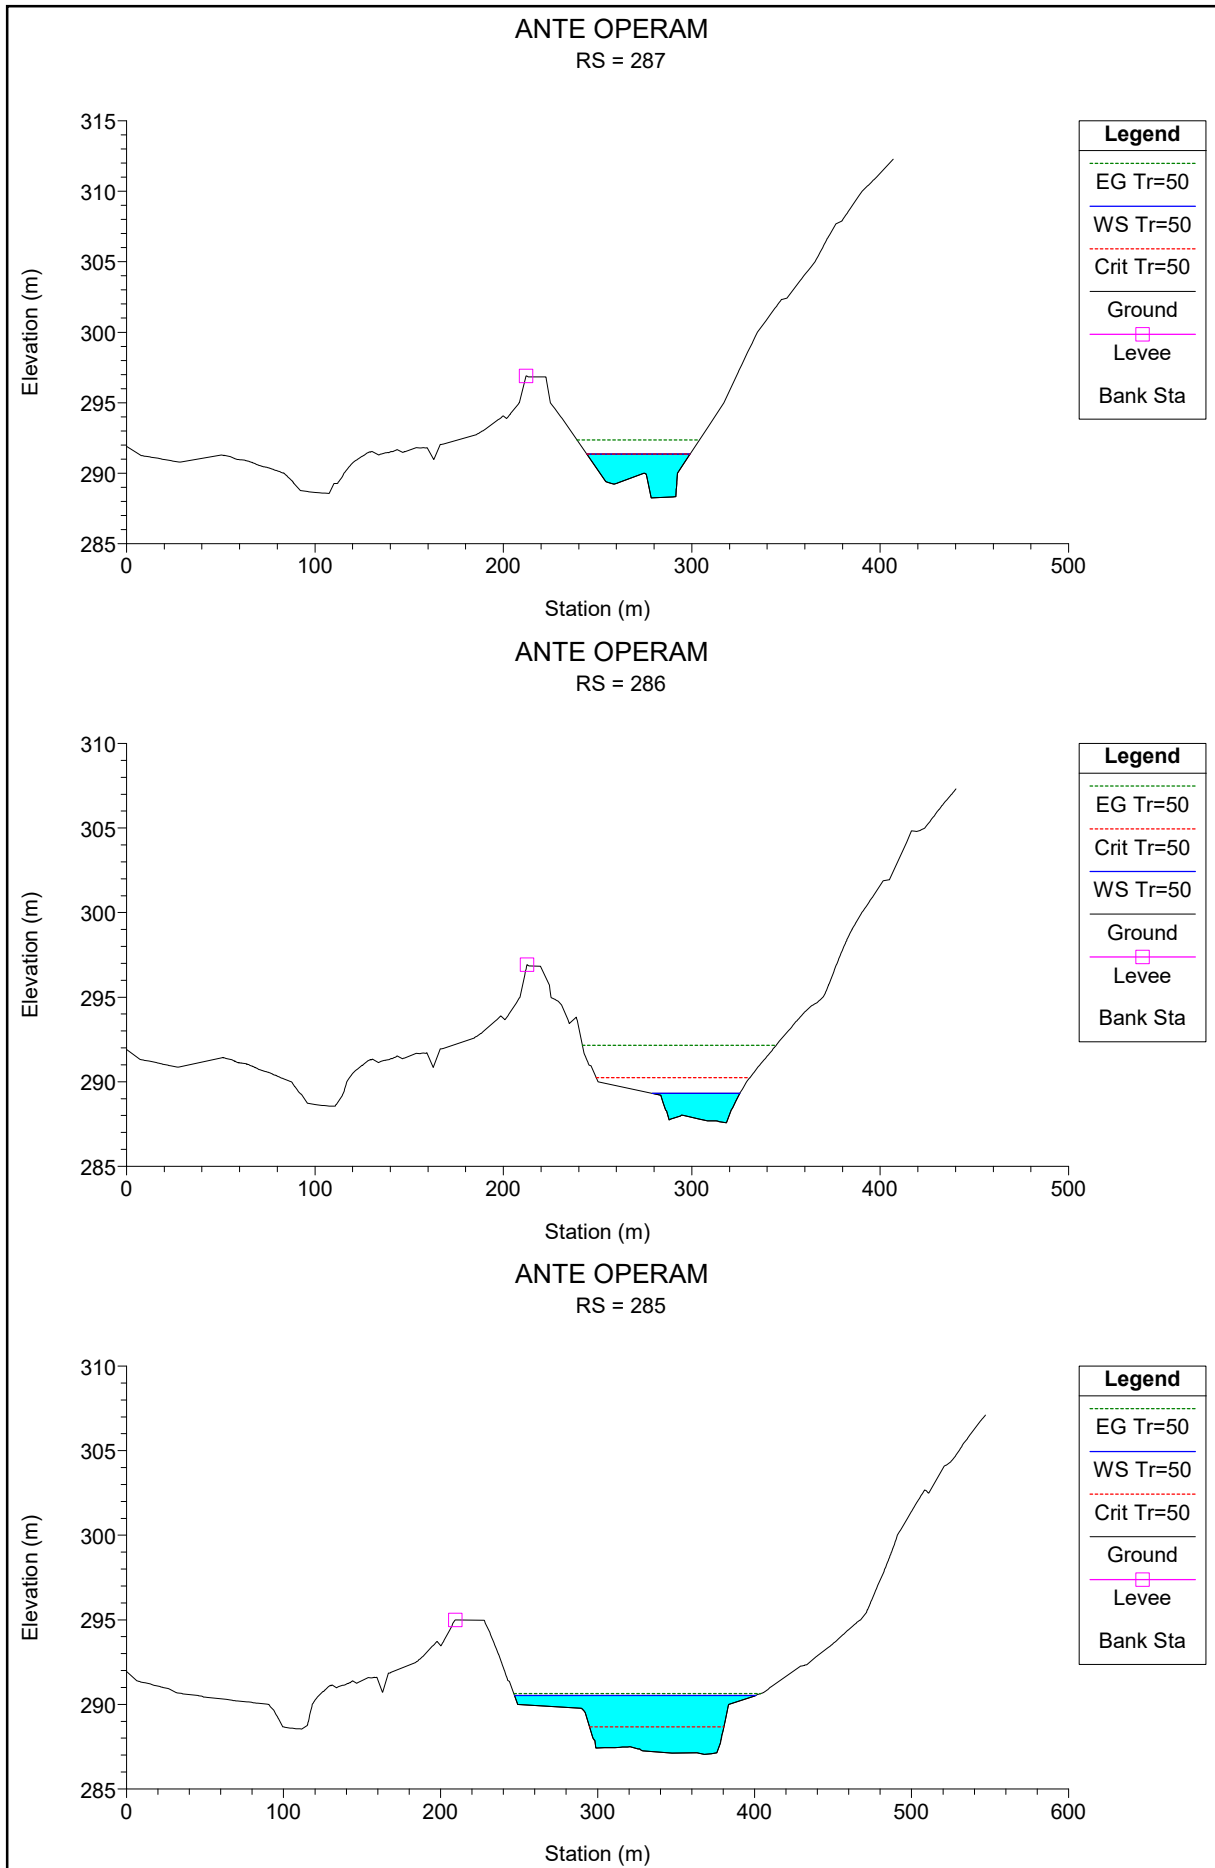 ANTE OPERAM
RS = 287
315
310
305
300
295
290
285
0 100 200 300 400 500
Elevation (m)
Station (m)
Legend
EG Tr=50
WS Tr=50
Crit Tr=50
Ground
Levee
Bank Sta
ANTE OPERAM
RS = 286
310
305
300
295
290
285
0 100 200 300 400 500
Elevation (m)
Station (m)
Legend
EG Tr=50
Crit Tr=50
WS Tr=50
Ground
Levee
Bank Sta
ANTE OPERAM
RS = 285
310
305
300
295
290
285
0 100 200 300 400 500 600
Elevation (m)
Station (m)
Legend
EG Tr=50
WS Tr=50
Crit Tr=50
Ground
Levee
Bank Sta